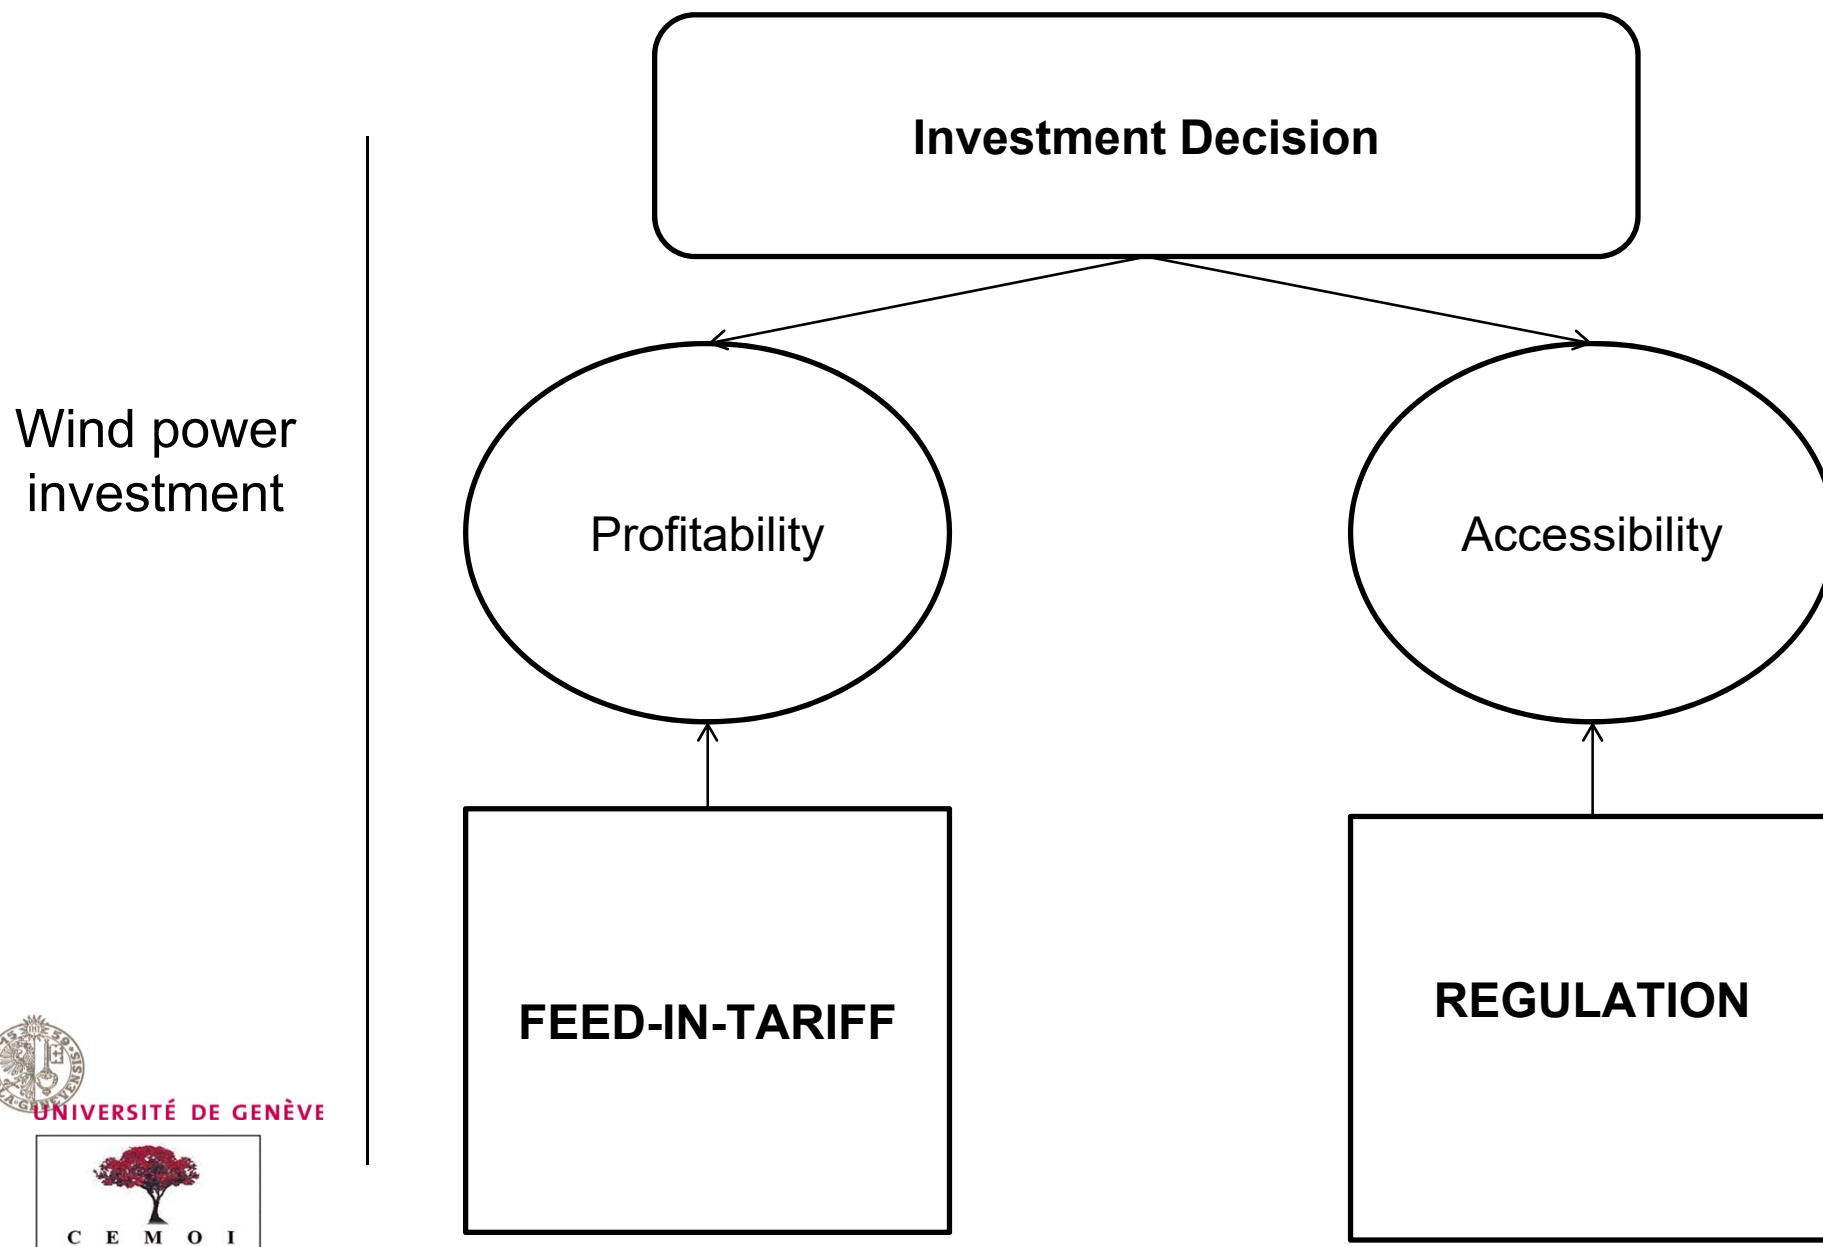 Investment Decision
Wind power
investment
Profitability
Accessibility
FEED-IN-TARIFF
REGULATION
UNIVERSITÉ DE GENÈVE
C E M O I